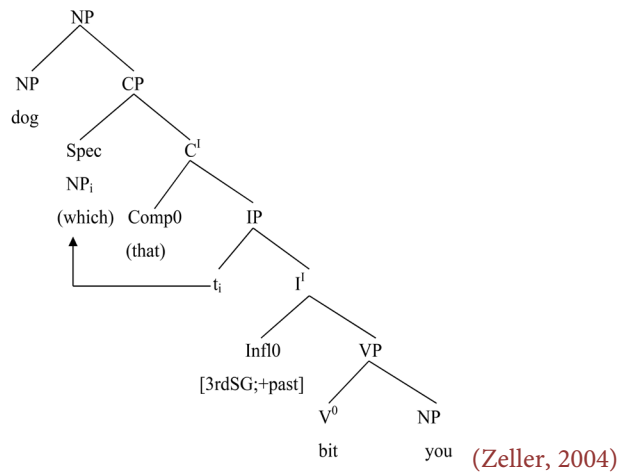 NP
NP CP
dog
Spec Cᴵ
NPᵢ
(which) Comp0 IP
(that)
tᵢ Iᴵ
Infl0 VP
[3rdSG;+past]
V⁰ NP
bit you (Zeller, 2004)